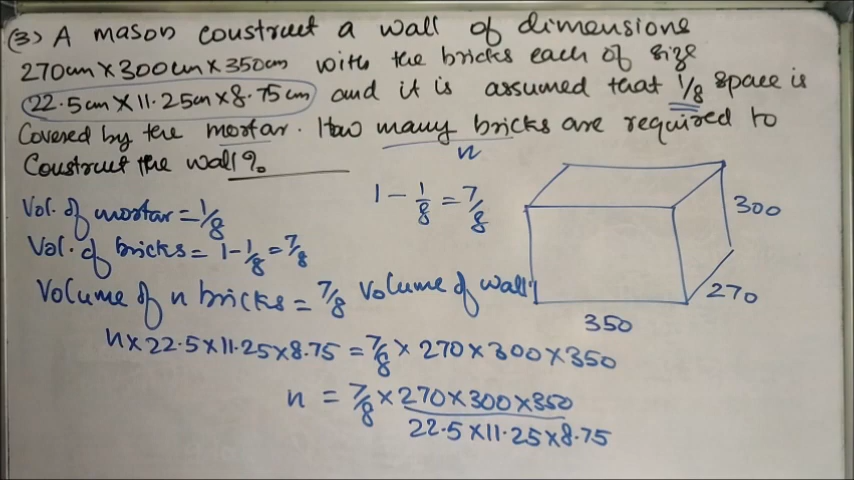 (3) A mason construct a wall of dimensions
270cm×300cm×350cm with the bricks each of size
22.5cm×11.25cm×8.75cm and it is assumed that 1/8 space is
Covered by the mortar. How many bricks are required to
Construct the wall?
n
1 - 1/8 = 7/8
Vol. of mortar = 1/8
Vol. of bricks = 1 - 1/8 = 7/8
300
Volume of n bricks = 7/8 Volume of wall
270
350
n×22.5×11.25×8.75 = 7/8 × 270×300×350
n = 7/8 × 270×300×350
22.5×11.25×8.75